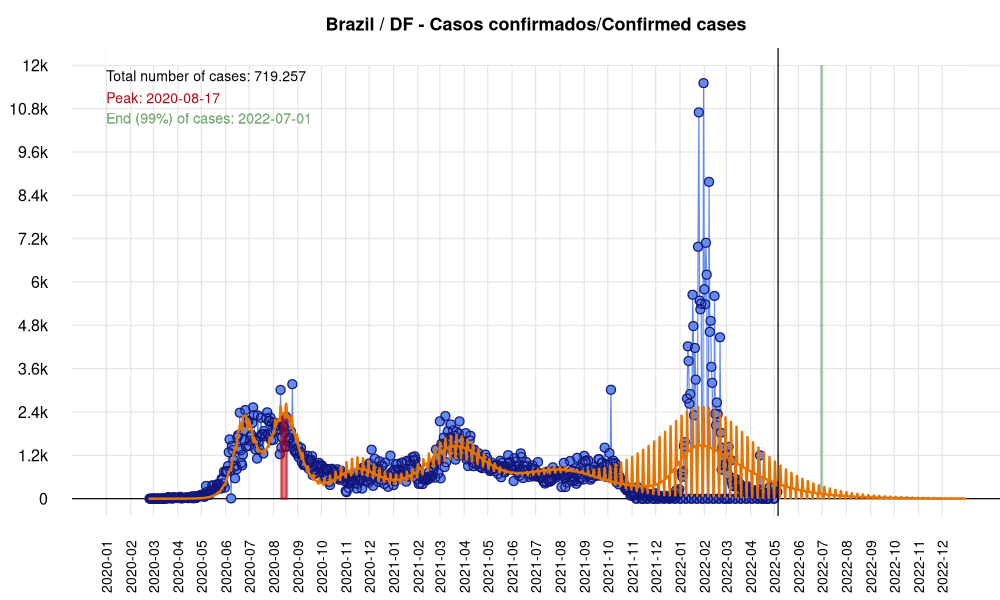 Brazil / DF - Casos confirmados/Confirmed cases
Total number of cases: 719.257
Peak: 2020-08-17
End (99%) of cases: 2022-07-01
12k
10.8k
9.6k
8.4k
7.2k
6k
4.8k
3.6k
2.4k
1.2k
0
2020-01
2020-02
2020-03
2020-04
2020-05
2020-06
2020-07
2020-08
2020-09
2020-10
2020-11
2020-12
2021-01
2021-02
2021-03
2021-04
2021-05
2021-06
2021-07
2021-08
2021-09
2021-10
2021-11
2021-12
2022-01
2022-02
2022-03
2022-04
2022-05
2022-06
2022-07
2022-08
2022-09
2022-10
2022-11
2022-12